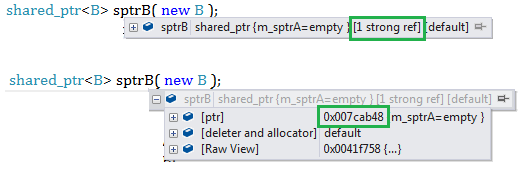 shared_ptr<B> sptrB( new B );
sptrB shared_ptr {m_sptrA=empty } [1 strong ref] [default]
shared_ptr<B> sptrB( new B );
sptrB shared_ptr {m_sptrA=empty } [1 strong ref] [default]
[ptr] 0x007cab48 m_sptrA=empty }
[deleter and allocator] default
[Raw View] 0x0041f758 {...}